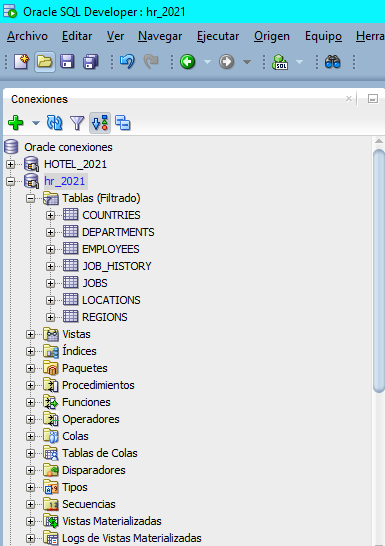 Oracle SQL Developer : hr_2021
Archivo Editar Ver Navegar Ejecutar Origen Equipo Herra
SQL
Conexiones
Oracle conexiones
HOTEL_2021
hr_2021
Tablas (Filtrado)
COUNTRIES
DEPARTMENTS
EMPLOYEES
JOB_HISTORY
JOBS
LOCATIONS
REGIONS
Vistas
Índices
Paquetes
Procedimientos
Funciones
Operadores
Colas
Tablas de Colas
Disparadores
Tipos
Secuencias
Vistas Materializadas
Logs de Vistas Materializadas